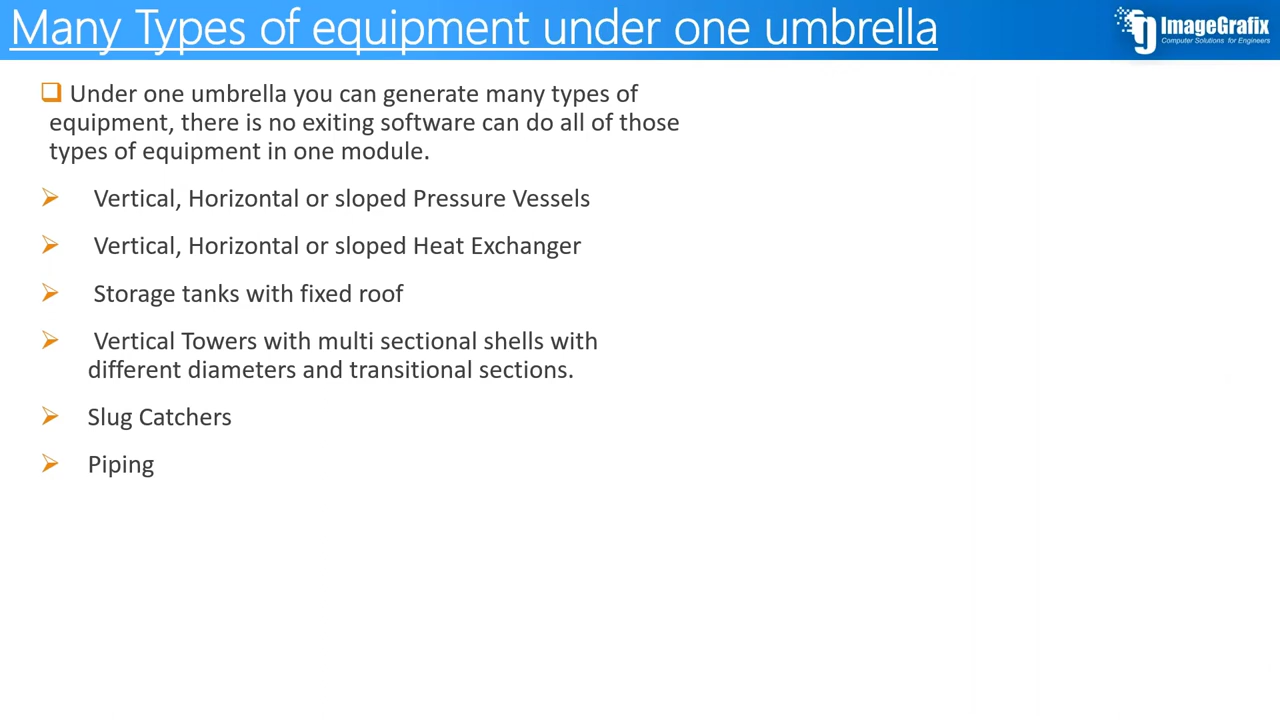 Many Types of equipment under one umbrella
ImageGrafix
Computer Solutions for Engineers
Under one umbrella you can generate many types of
equipment, there is no exiting software can do all of those
types of equipment in one module.
Vertical, Horizontal or sloped Pressure Vessels
Vertical, Horizontal or sloped Heat Exchanger
Storage tanks with fixed roof
Vertical Towers with multi sectional shells with
different diameters and transitional sections.
Slug Catchers
Piping